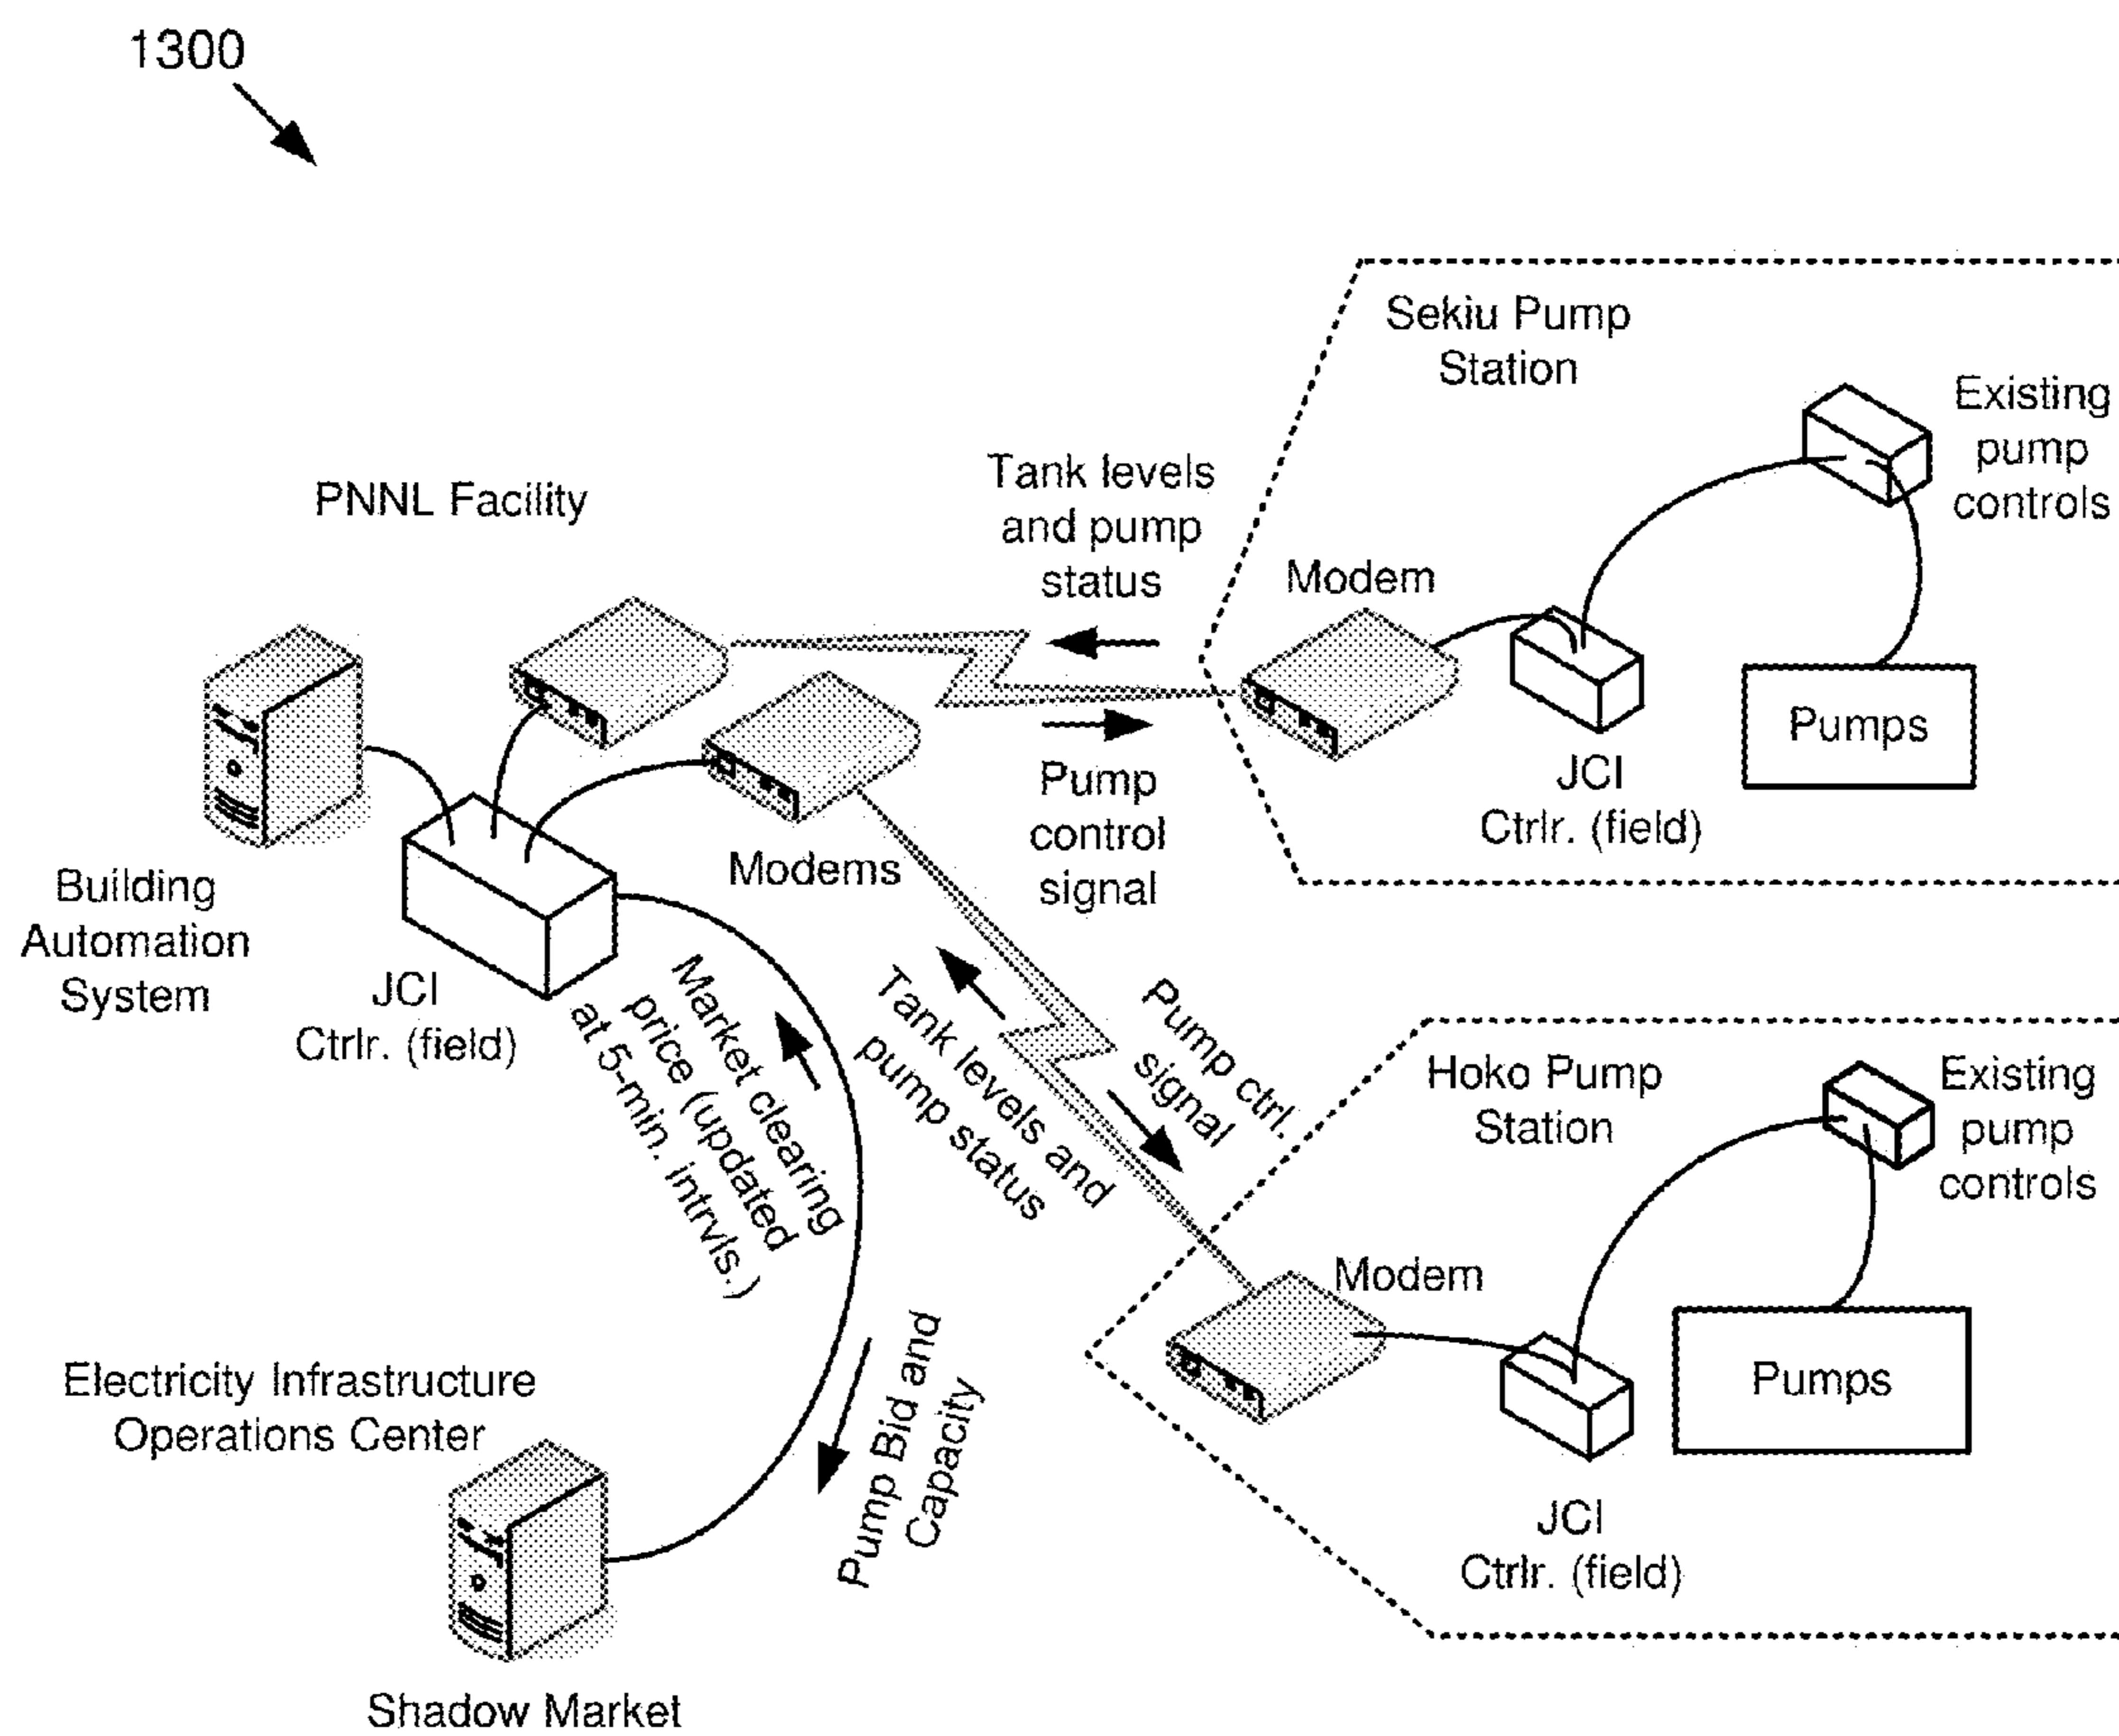 1300
Sekiu Pump
Station
Existing
pump
controls
Tank levels
and pump
status
PNNL Facility
Modem
Pumps
JCI
Ctrlr. (field)
Pump
control
signal
Modems
Building
Automation
System
JCI
Ctrlr. (field)
Market clearing
price (updated
at 5-min. intrvls.)
Tank levels and
pump status
Pump ctrl.
signal
Hoko Pump
Station
Existing
pump
controls
Modem
Pumps
JCI
Ctrlr. (field)
Electricity Infrastructure
Operations Center
Pump Bid and
Capacity
Shadow Market